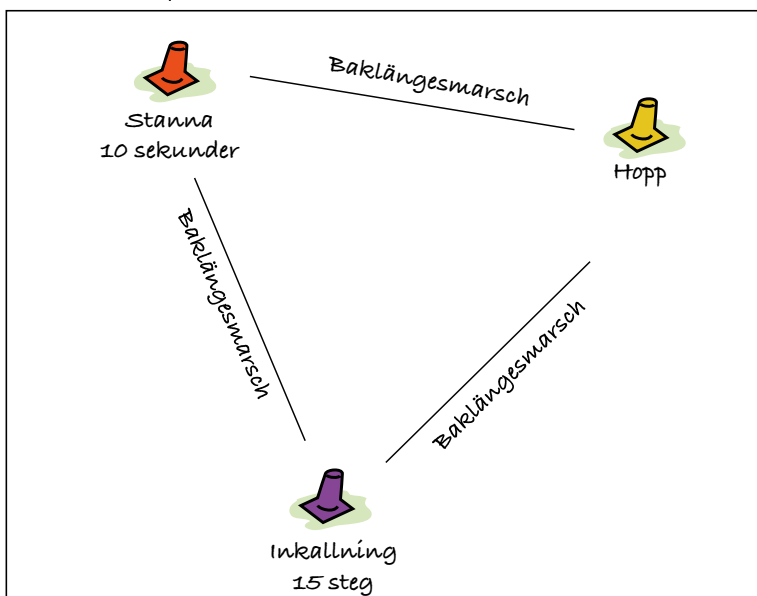 Baklängesmarsch
Stanna
10 sekunder
Hopp
Baklängesmarsch
Baklängesmarsch
Inkallning
15 steg